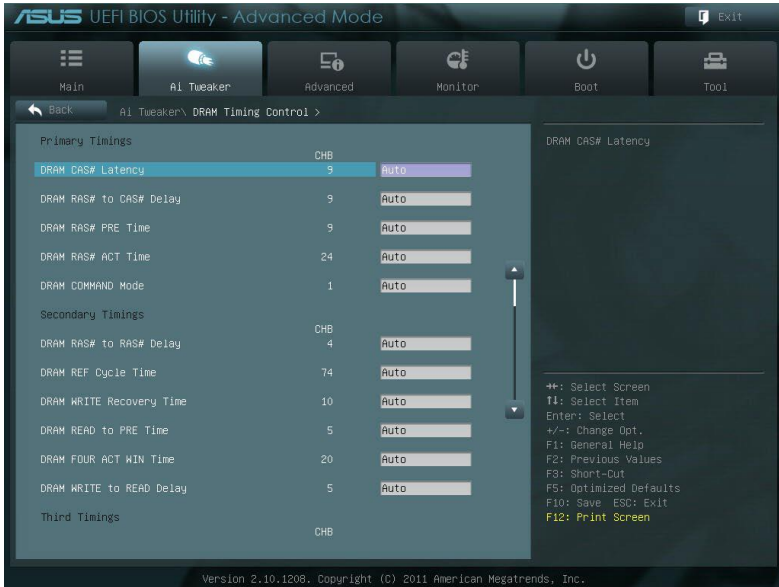 ASUS UEFI BIOS Utility - Advanced Mode
Exit
Main
Ai Tweaker
Advanced
Monitor
Boot
Tool
Back
Ai Tweaker\ DRAM Timing Control >
Primary Timings
CHB
DRAM CAS# Latency 9 Auto
DRAM RAS# to CAS# Delay 9 Auto
DRAM RAS# PRE Time 9 Auto
DRAM RAS# ACT Time 24 Auto
DRAM COMMAND Mode 1 Auto
Secondary Timings
CHB
DRAM RAS# to RAS# Delay 4 Auto
DRAM REF Cycle Time 74 Auto
DRAM WRITE Recovery Time 10 Auto
DRAM READ to PRE Time 5 Auto
DRAM FOUR ACT WIN Time 20 Auto
DRAM WRITE to READ Delay 5 Auto
Third Timings
CHB
DRAM CAS# Latency
→←: Select Screen
↑↓: Select Item
Enter: Select
+/-: Change Opt.
F1: General Help
F2: Previous Values
F3: Short-Cut
F5: Optimized Defaults
F10: Save ESC: Exit
F12: Print Screen
Version 2.10.1208. Copyright (C) 2011 American Megatrends, Inc.